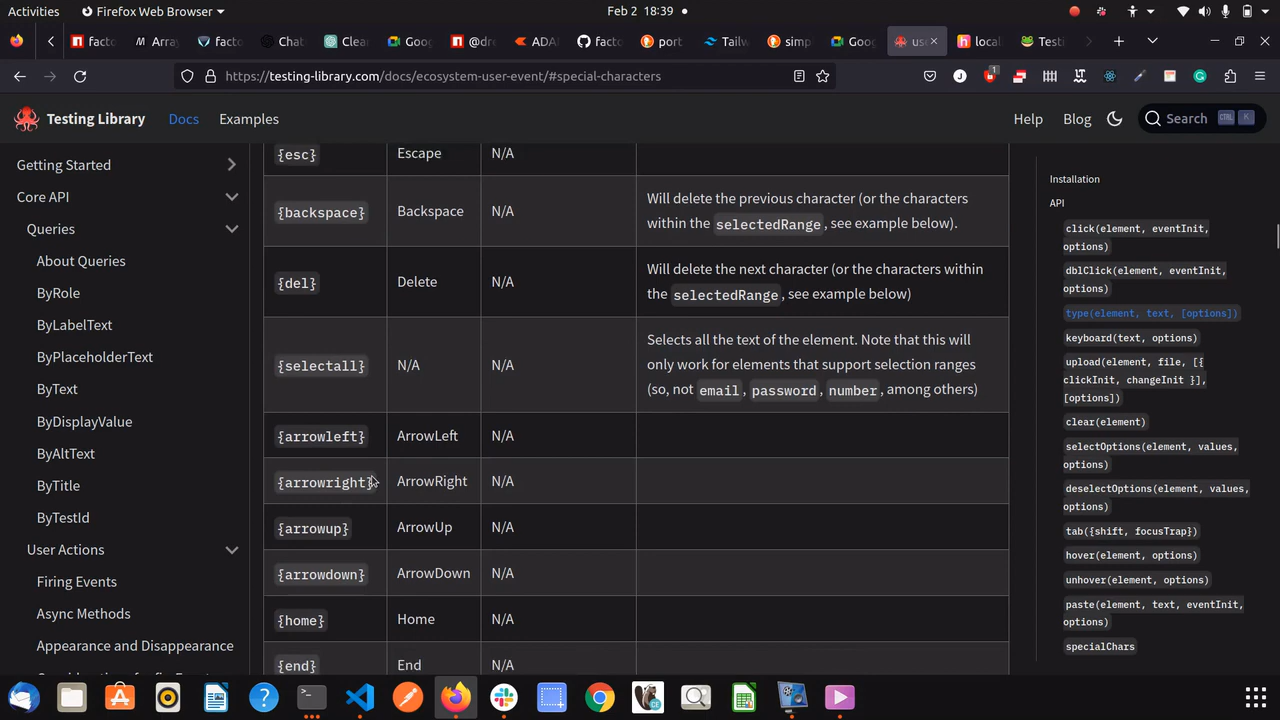 Activities
Firefox Web Browser
Feb 2 18:39
facto
Array
facto
Chat
Clear
Goog
@dre
ADA
facto
port
Tailw
simp
Goog
use
local
Testi
https://testing-library.com/docs/ecosystem-user-event/#special-characters
1
Testing Library
Docs
Examples
Help
Blog
Search
CTRL K
Getting Started
Core API
Queries
About Queries
ByRole
ByLabelText
ByPlaceholderText
ByText
ByDisplayValue
ByAltText
ByTitle
ByTestId
User Actions
Firing Events
Async Methods
Appearance and Disappearance
{esc} Escape N/A
{backspace} Backspace N/A Will delete the previous character (or the characters
within the selectedRange, see example below).
{del} Delete N/A Will delete the next character (or the characters within
the selectedRange, see example below)
{selectall} N/A N/A Selects all the text of the element. Note that this will
only work for elements that support selection ranges
(so, not email, password, number, among others)
{arrowleft} ArrowLeft N/A
{arrowright} ArrowRight N/A
{arrowup} ArrowUp N/A
{arrowdown} ArrowDown N/A
{home} Home N/A
{end} End N/A
Installation
API
click(element, eventInit,
options)
dblClick(element, eventInit,
options)
type(element, text, [options])
keyboard(text, options)
upload(element, file, [{
clickInit, changeInit }],
[options])
clear(element)
selectOptions(element, values,
options)
deselectOptions(element, values,
options)
tab({shift, focusTrap})
hover(element, options)
unhover(element, options)
paste(element, text, eventInit,
options)
specialChars